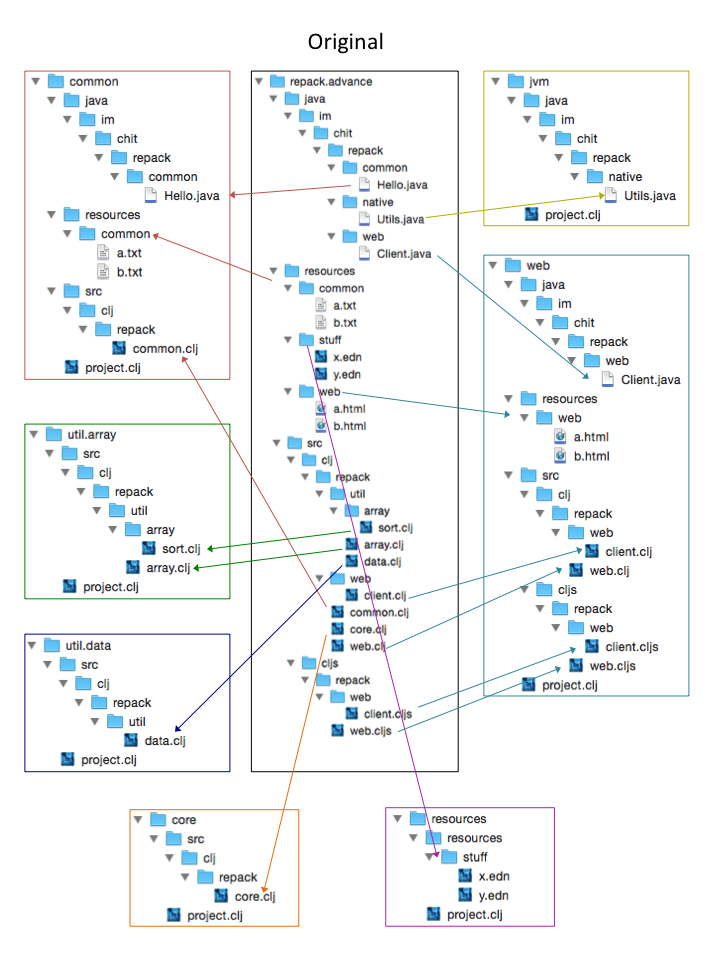 Original
common
java
im
chit
repack
common
Hello.java
resources
common
a.txt
b.txt
src
clj
repack
common.clj
project.clj
util.array
src
clj
repack
util
array
sort.clj
array.clj
project.clj
util.data
src
clj
repack
util
data.clj
project.clj
repack.advance
java
im
chit
repack
common
Hello.java
native
Utils.java
web
Client.java
resources
common
a.txt
b.txt
stuff
x.edn
y.edn
web
a.html
b.html
src
clj
repack
util
array
sort.clj
array.clj
data.clj
web
client.clj
common.clj
core.clj
web.clj
cljs
repack
web
client.cljs
web.cljs
jvm
java
im
chit
repack
native
Utils.java
project.clj
web
java
im
chit
repack
web
Client.java
resources
web
a.html
b.html
src
clj
repack
web
client.clj
web.clj
cljs
repack
web
client.cljs
web.cljs
project.clj
core
src
clj
repack
core.clj
project.clj
resources
resources
stuff
x.edn
y.edn
project.clj